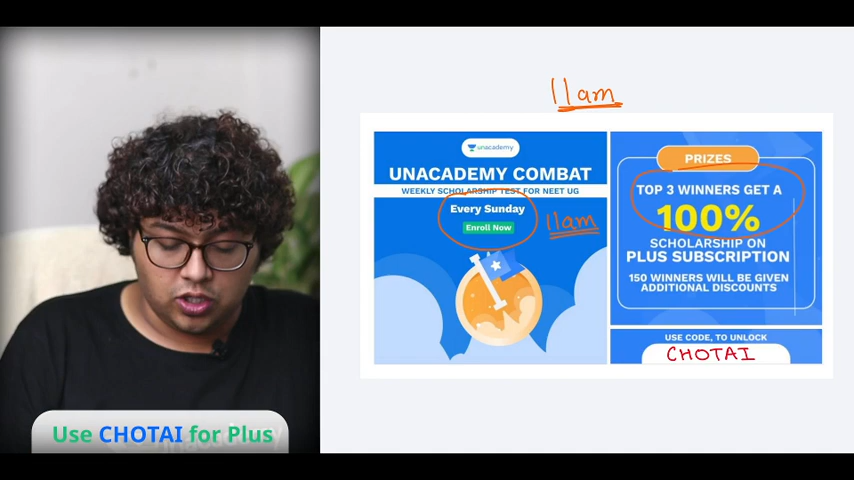 11am
unacademy
UNACADEMY COMBAT
WEEKLY SCHOLARSHIP TEST FOR NEET UG
Every Sunday
Enroll Now
11am
PRIZES
TOP 3 WINNERS GET A
100%
SCHOLARSHIP ON
PLUS SUBSCRIPTION
150 WINNERS WILL BE GIVEN
ADDITIONAL DISCOUNTS
USE CODE, TO UNLOCK
CHOTAI
Use CHOTAI for Plus